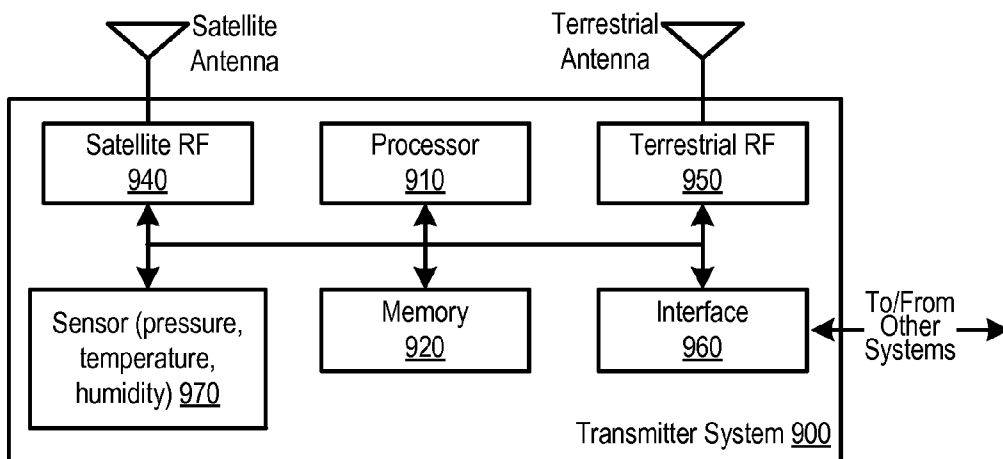 Satellite
Antenna
Terrestrial
Antenna
Satellite RF
940
Processor
910
Terrestrial RF
950
Sensor (pressure,
temperature,
humidity) 970
Memory
920
Interface
960
To/From
Other
Systems
Transmitter System 900